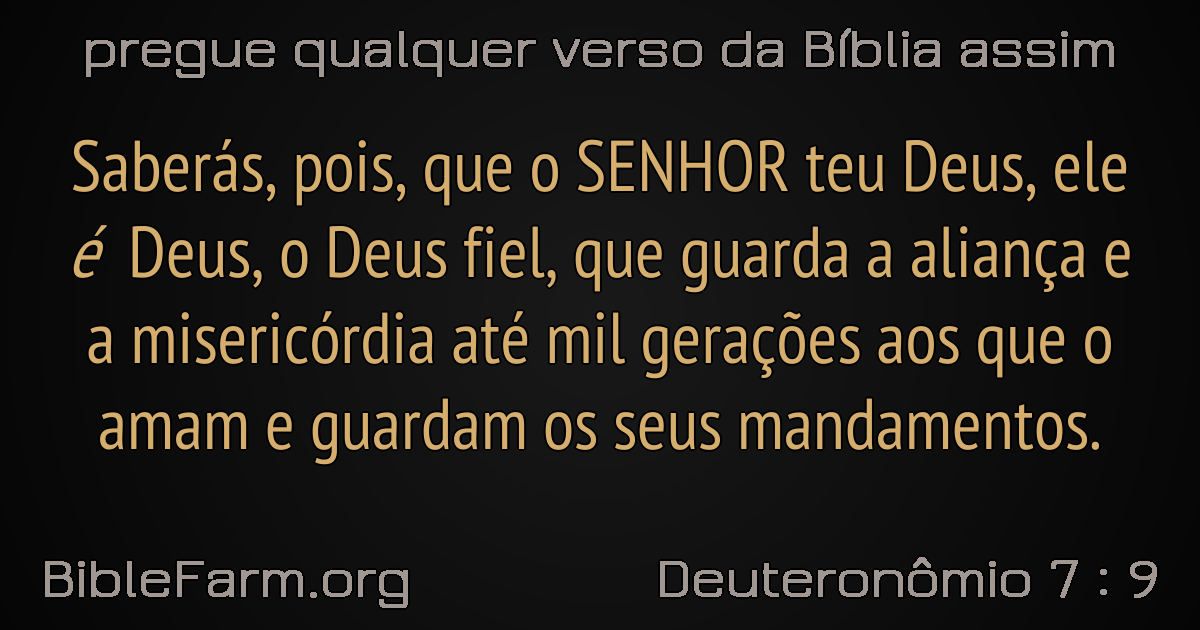 pregue qualquer verso da Bíblia assim
Saberás, pois, que o SENHOR teu Deus, ele
é Deus, o Deus fiel, que guarda a aliança e
a misericórdia até mil gerações aos que o
amam e guardam os seus mandamentos.
BibleFarm.org
Deuteronômio 7 : 9